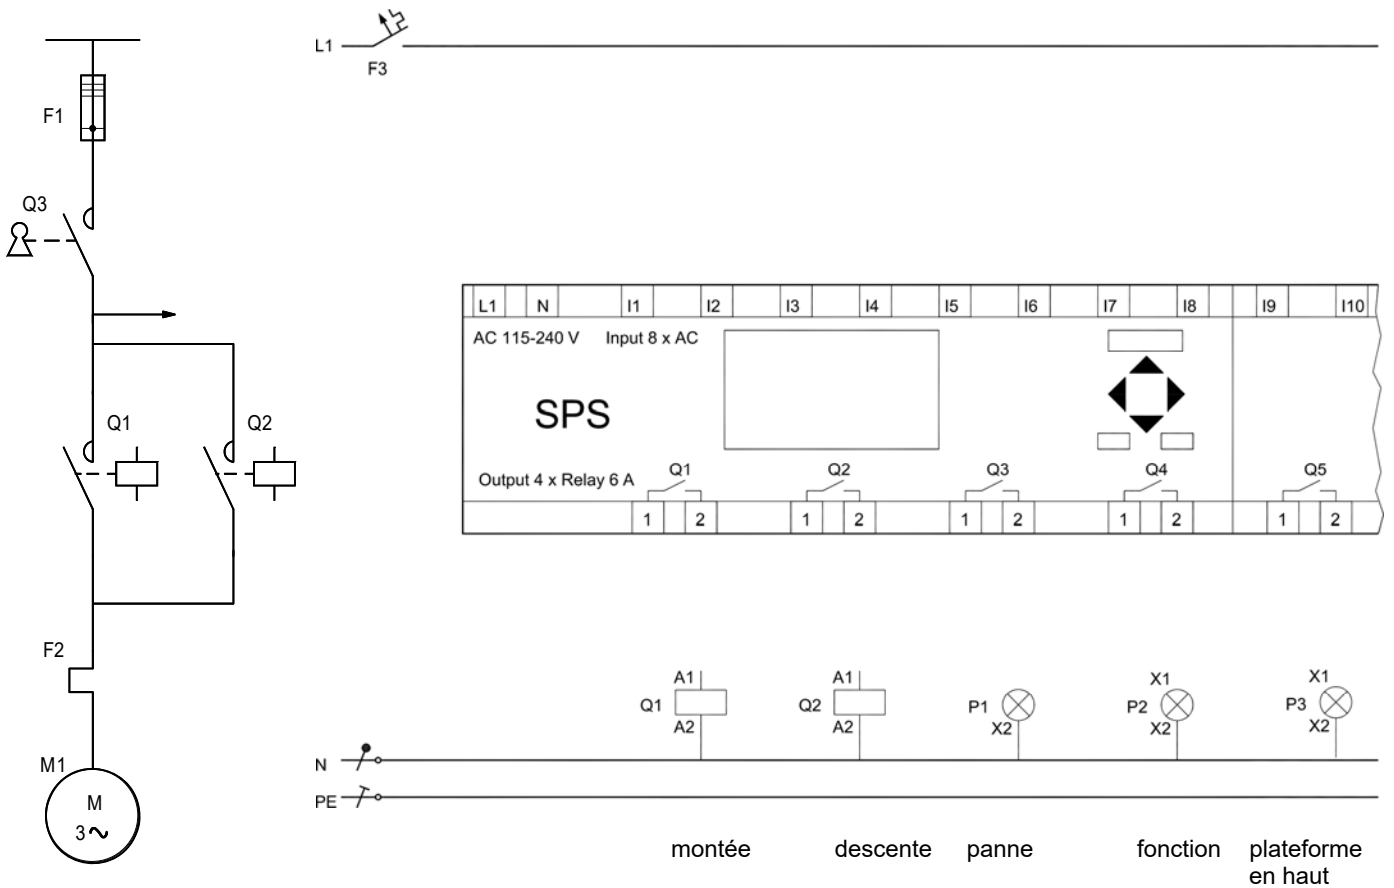 L1
F3
F1
Q3
L1 N I1 I2 I3 I4 I5 I6 I7 I8 I9 I10
AC 115-240 V Input 8 x AC
SPS
Q1 Q2
Output 4 x Relay 6 A
Q1 Q2 Q3 Q4 Q5
1 2 1 2 1 2 1 2 1 2
F2
A1 A1 X1 X1
Q1 Q2 P1 P2 P3
A2 A2 X2 X2 X2
M1
N
M
3~
PE
montée descente panne fonction plateforme
en haut